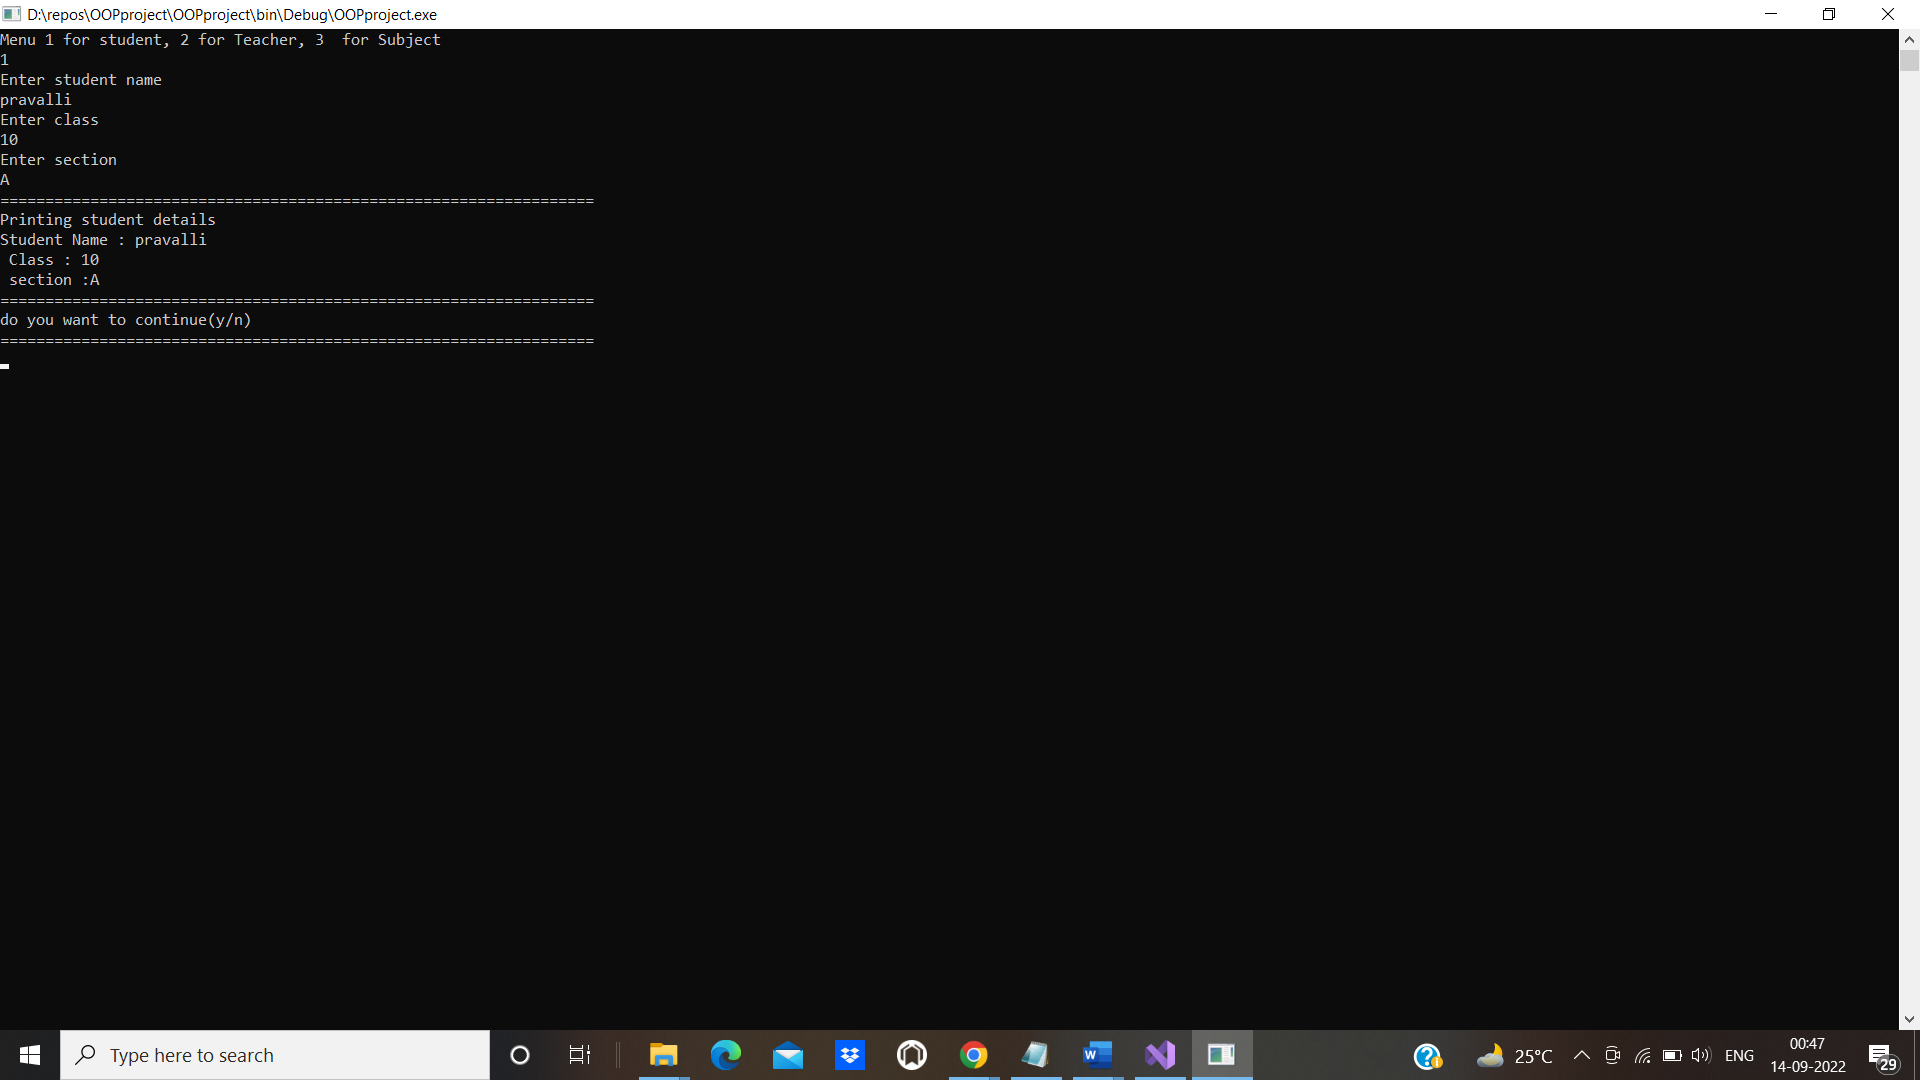 D:\repos\OOPproject\OOPproject\bin\Debug\OOPproject.exe
Menu 1 for student, 2 for Teacher, 3  for Subject
1
Enter student name
pravalli
Enter class
10
Enter section
A
==================================================================
Printing student details
Student Name : pravalli
 Class : 10
 section :A
==================================================================
do you want to continue(y/n)
==================================================================
Type here to search
25°C
ENG
00:47
14-09-2022
29